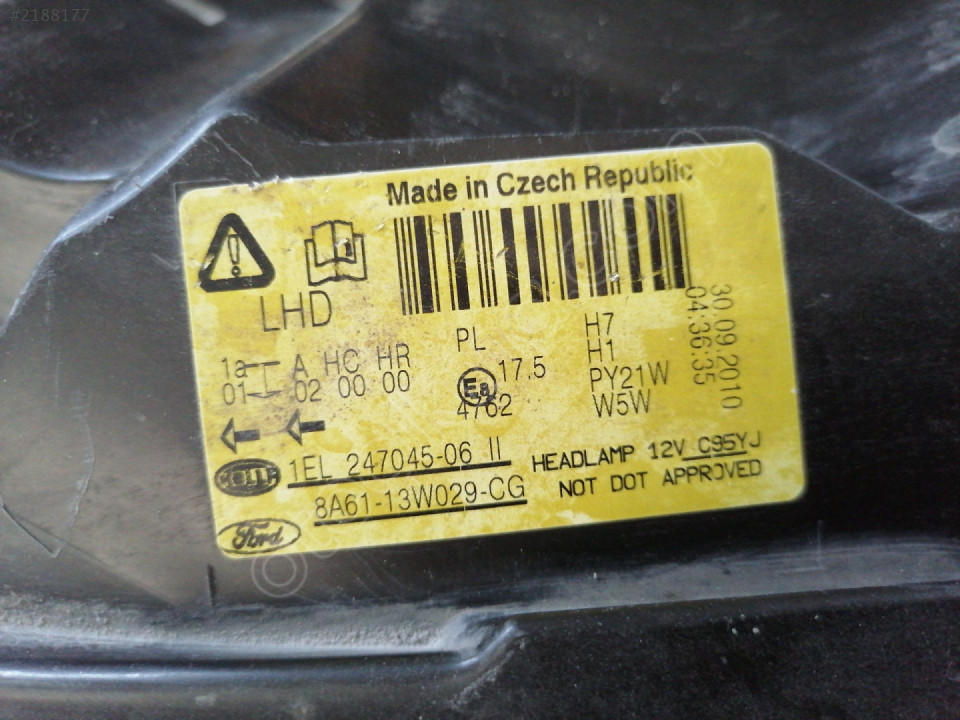 #2188177
Made in Czech Republic
LHD
PL
H7
H1
PY21W
W5W
30.09.2010
04:36:35
1a A HC HR
01 02 00 00
17.5
4762
1EL 247045-06 II
HEADLAMP 12V C95YJ
8A61-13W029-CG
NOT DOT APPROVED
HELLA
Ford